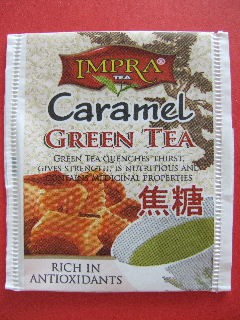 IMPRA®
TEA
Caramel
GREEN TEA
GREEN TEA QUENCHES THIRST,
GIVES STRENGTH, IS NUTRITIOUS AND
CONTAINS MEDICINAL PROPERTIES
焦糖
RICH IN
ANTIOXIDANTS